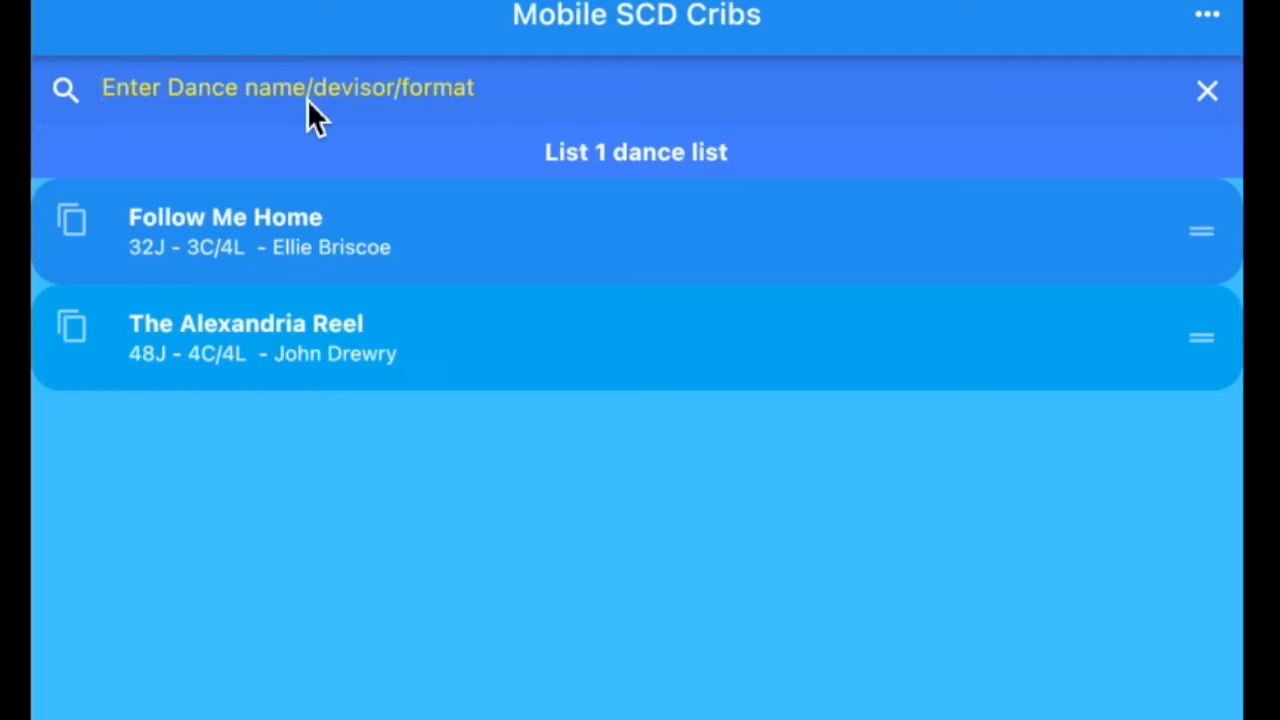 Mobile SCD Cribs
Enter Dance name/devisor/format
List 1 dance list
Follow Me Home
32J - 3C/4L - Ellie Briscoe
The Alexandria Reel
48J - 4C/4L - John Drewry